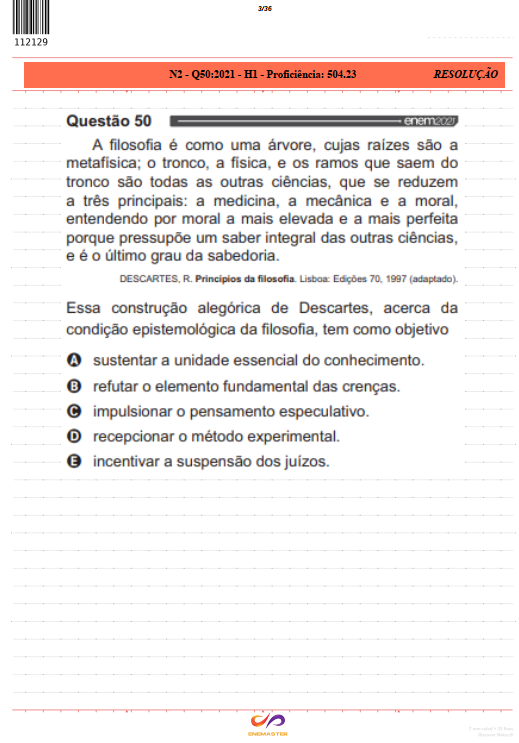 3/36
112129
N2 - Q50:2021 - H1 - Proficiência: 504.23
RESOLUÇÃO
Questão 50
enem2021
A filosofia é como uma árvore, cujas raízes são a
metafísica; o tronco, a física, e os ramos que saem do
tronco são todas as outras ciências, que se reduzem
a três principais: a medicina, a mecânica e a moral,
entendendo por moral a mais elevada e a mais perfeita
porque pressupõe um saber integral das outras ciências,
e é o último grau da sabedoria.
DESCARTES, R. Princípios da filosofia. Lisboa: Edições 70, 1997 (adaptado).
Essa construção alegórica de Descartes, acerca da
condição epistemológica da filosofia, tem como objetivo
A sustentar a unidade essencial do conhecimento.
B refutar o elemento fundamental das crenças.
C impulsionar o pensamento especulativo.
D recepcionar o método experimental.
E incentivar a suspensão dos juízos.
ENEMASTER